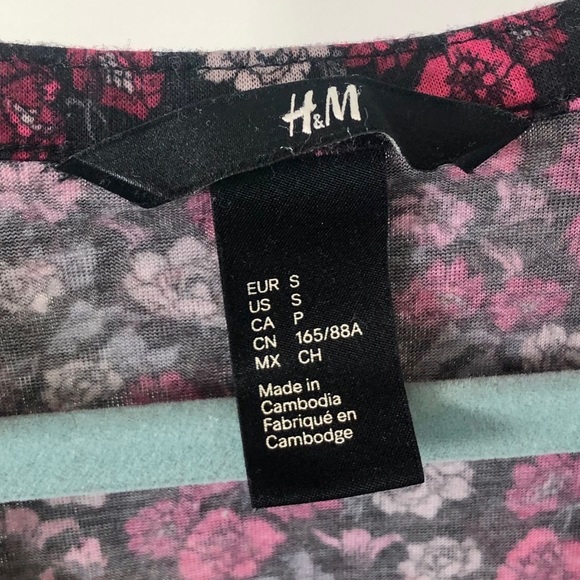 H&M
EUR S
US S
CA P
CN 165/88A
MX CH
Made in
Cambodia
Fabriqué en
Cambodge